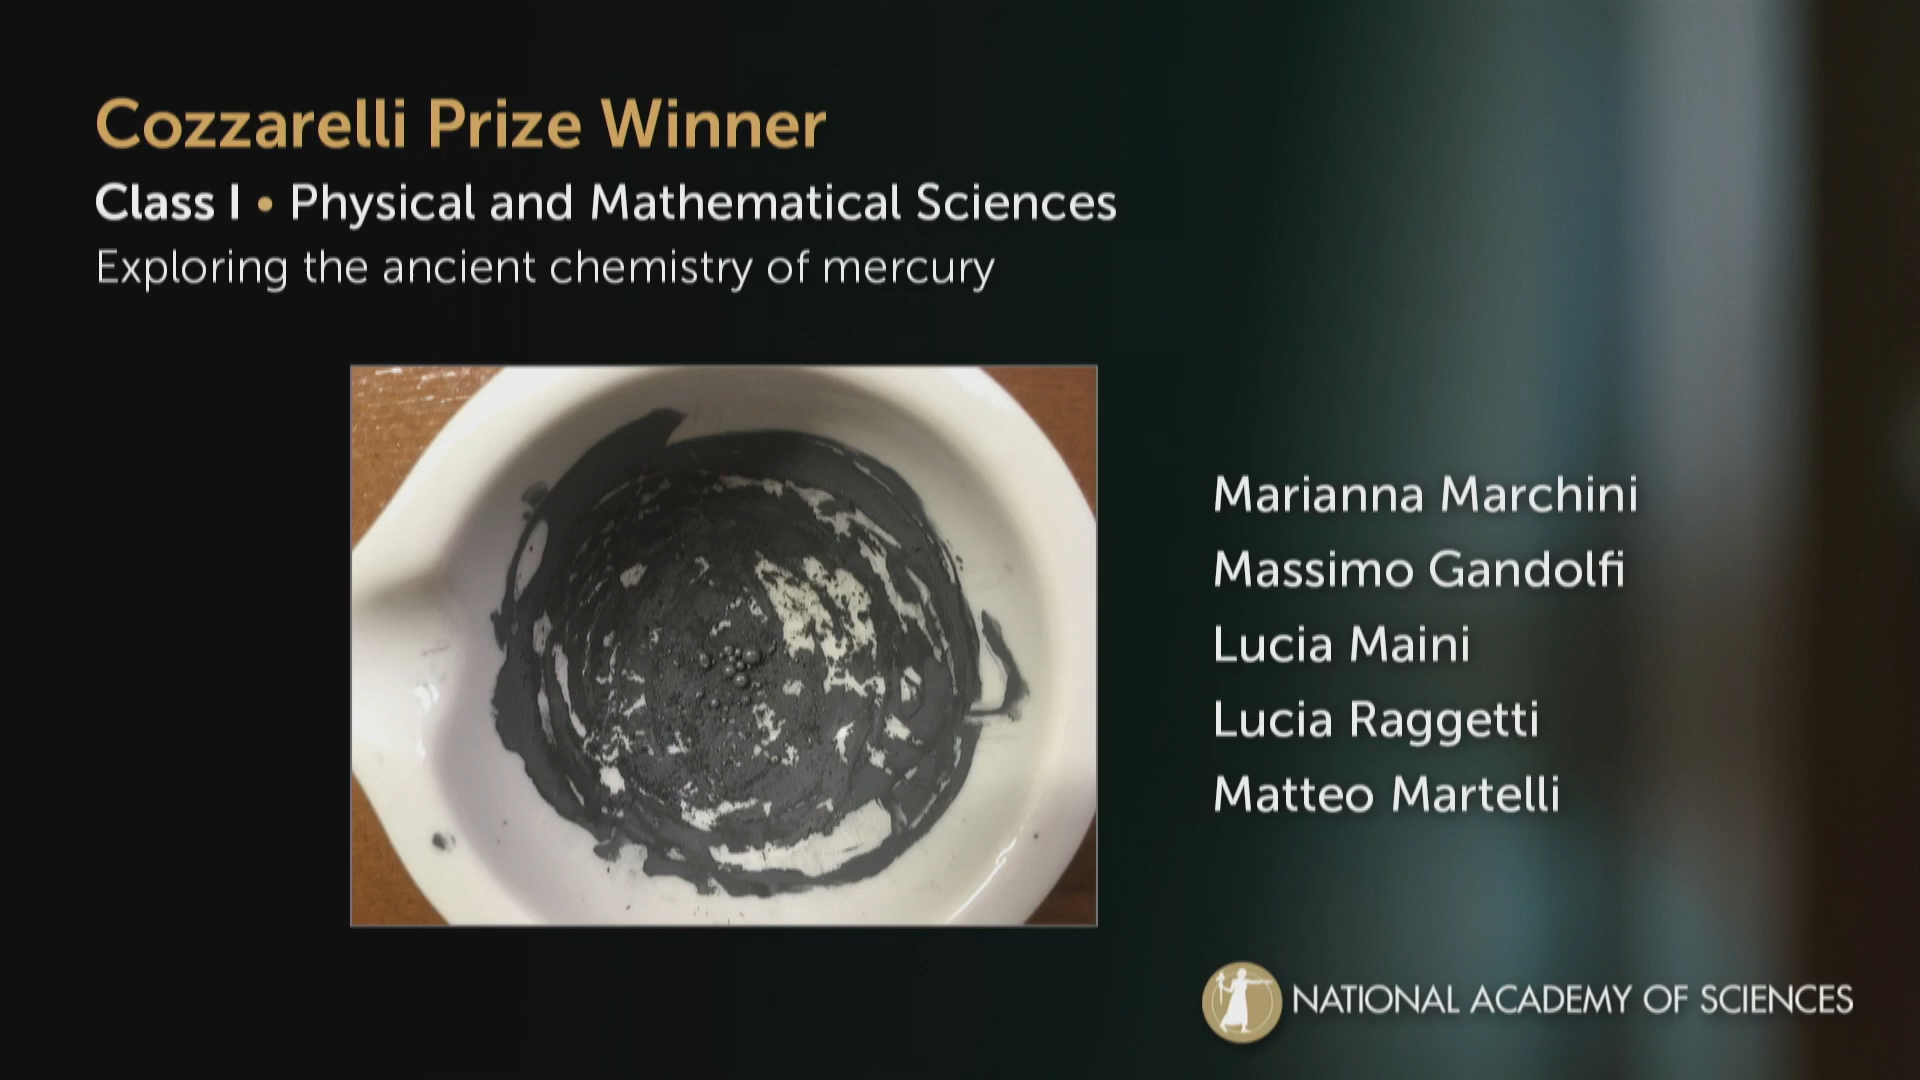 Cozzarelli Prize Winner
Class I • Physical and Mathematical Sciences
Exploring the ancient chemistry of mercury
Marianna Marchini
Massimo Gandolfi
Lucia Maini
Lucia Raggetti
Matteo Martelli
NATIONAL ACADEMY OF SCIENCES